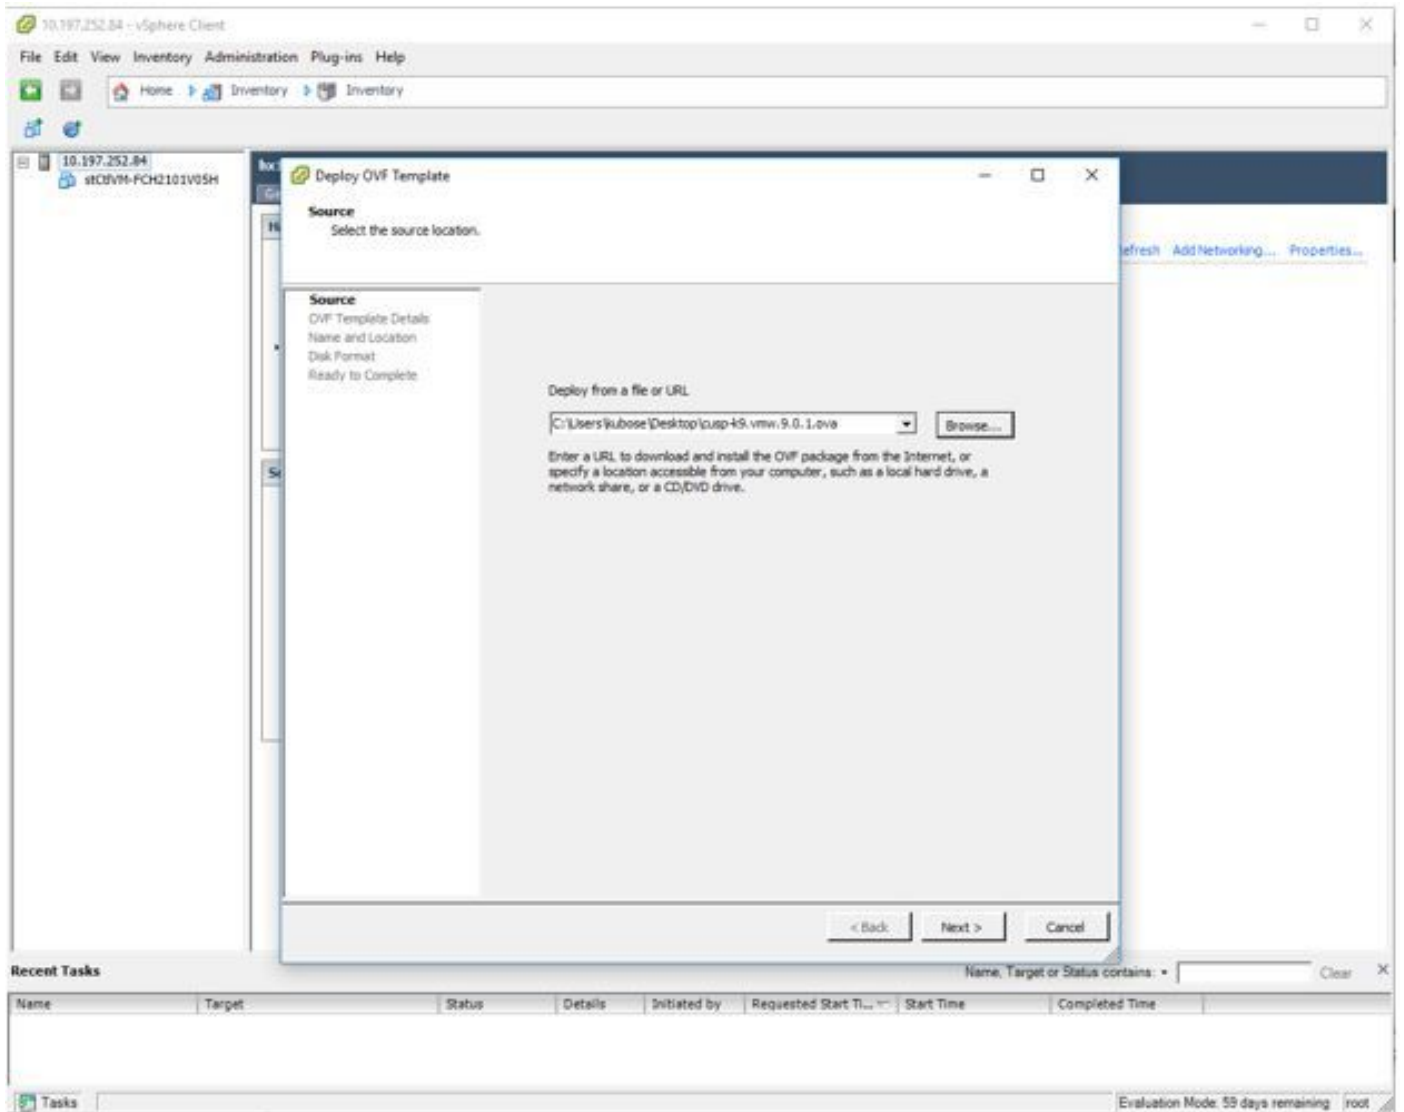 10.197.252.84 - vSphere Client
File Edit View Inventory Administration Plug-ins Help
Home Inventory Inventory
10.197.252.84
stCtlVM-FCH2101V05H
Deploy OVF Template
Source
Select the source location.
Refresh Add Networking... Properties...
Source
OVF Template Details
Name and Location
Disk Format
Ready to Complete
Deploy from a file or URL
C:\Users\kubose\Desktop\cusp-k9.vmw.9.0.1.ova Browse...
Enter a URL to download and install the OVF package from the Internet, or
specify a location accessible from your computer, such as a local hard drive, a
network share, or a CD/DVD drive.
< Back Next > Cancel
Recent Tasks Name, Target or Status contains: Clear
Name Target Status Details Initiated by Requested Start Ti... Start Time Completed Time
Tasks Evaluation Mode: 59 days remaining root